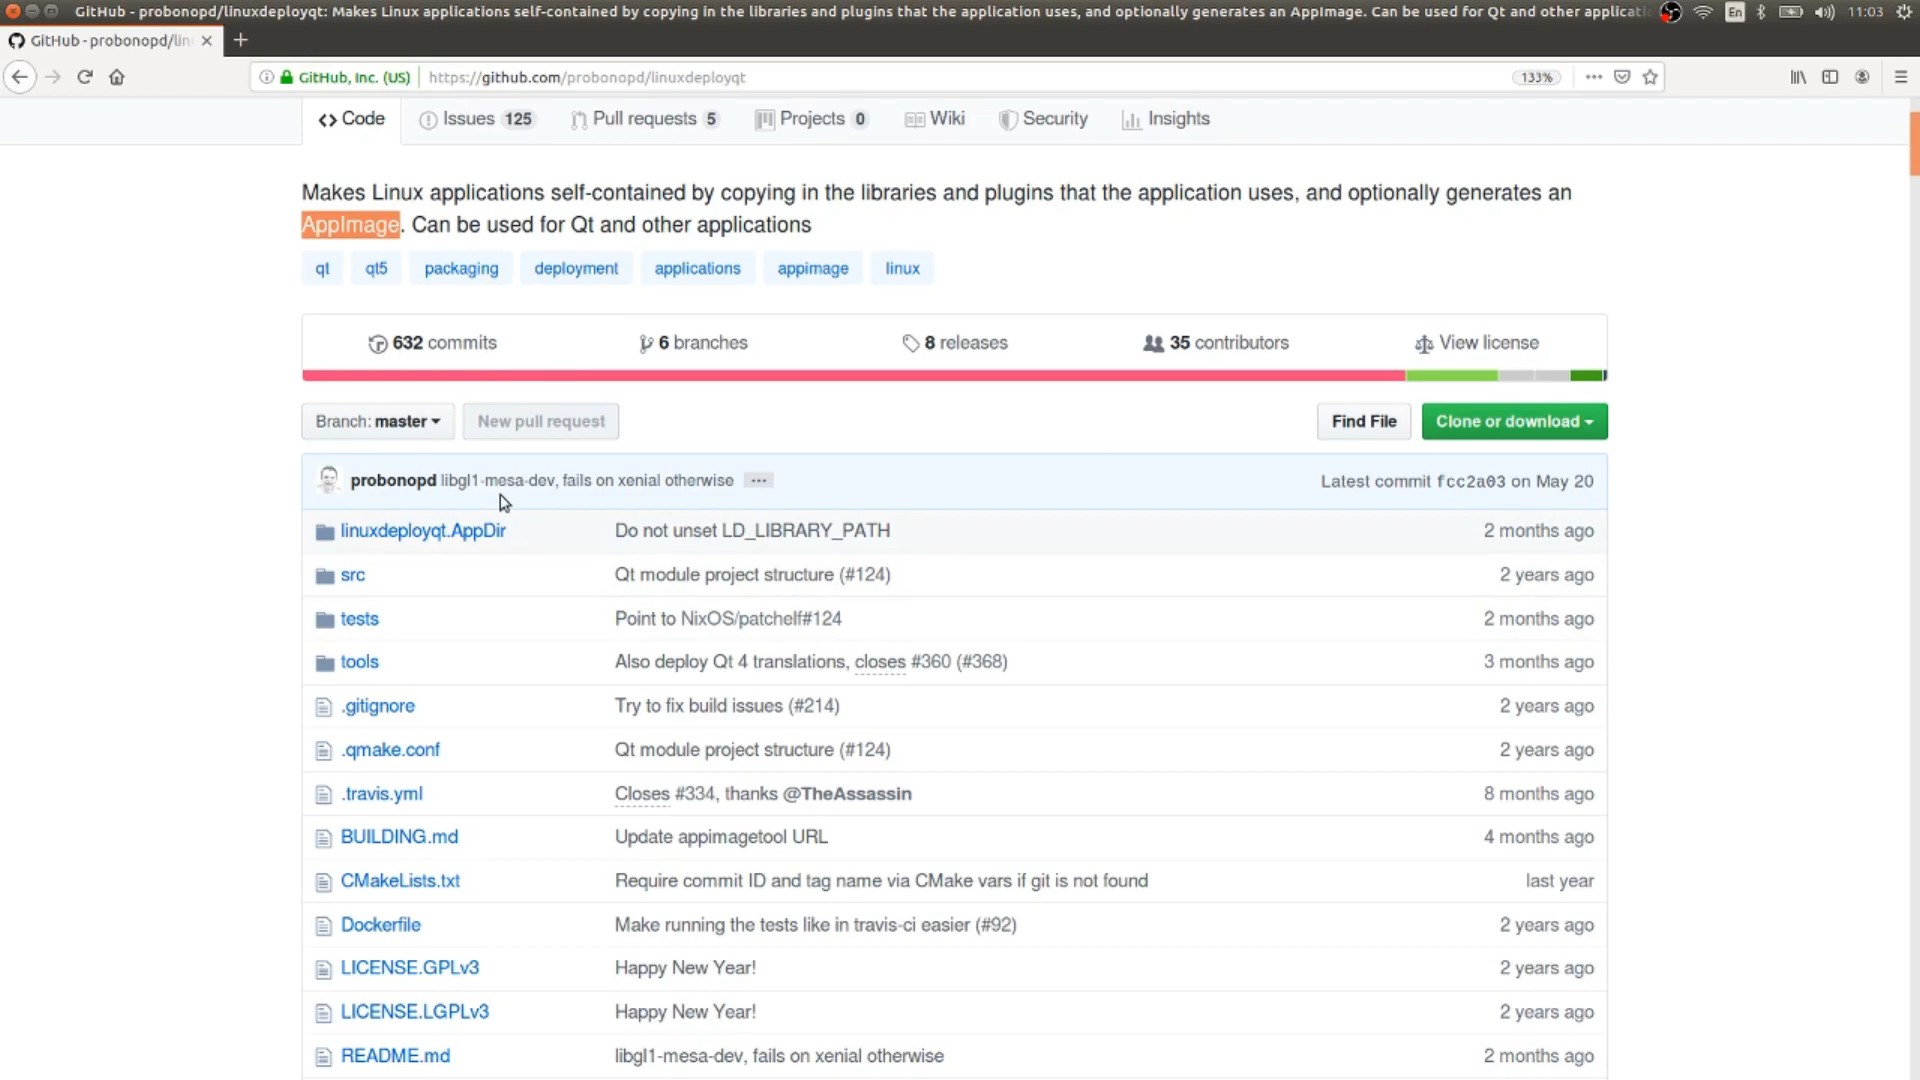 GitHub - probonopd/linuxdeployqt: Makes Linux applications self-contained by copying in the libraries and plugins that the application uses, and optionally generates an AppImage. Can be used for Qt and other applicati
En
11:03
GitHub - probonopd/lin
GitHub, Inc. (US)
https://github.com/probonopd/linuxdeployqt
133%
Code
Issues 125
Pull requests 5
Projects 0
Wiki
Security
Insights
Makes Linux applications self-contained by copying in the libraries and plugins that the application uses, and optionally generates an
AppImage. Can be used for Qt and other applications
qt
qt5
packaging
deployment
applications
appimage
linux
632 commits
6 branches
8 releases
35 contributors
View license
Branch: master
New pull request
Find File
Clone or download
probonopd libgl1-mesa-dev, fails on xenial otherwise
Latest commit fcc2a03 on May 20
linuxdeployqt.AppDir Do not unset LD_LIBRARY_PATH 2 months ago
src Qt module project structure (#124) 2 years ago
tests Point to NixOS/patchelf#124 2 months ago
tools Also deploy Qt 4 translations, closes #360 (#368) 3 months ago
.gitignore Try to fix build issues (#214) 2 years ago
.qmake.conf Qt module project structure (#124) 2 years ago
.travis.yml Closes #334, thanks @TheAssassin 8 months ago
BUILDING.md Update appimagetool URL 4 months ago
CMakeLists.txt Require commit ID and tag name via CMake vars if git is not found last year
Dockerfile Make running the tests like in travis-ci easier (#92) 2 years ago
LICENSE.GPLv3 Happy New Year! 2 years ago
LICENSE.LGPLv3 Happy New Year! 2 years ago
README.md libgl1-mesa-dev, fails on xenial otherwise 2 months ago